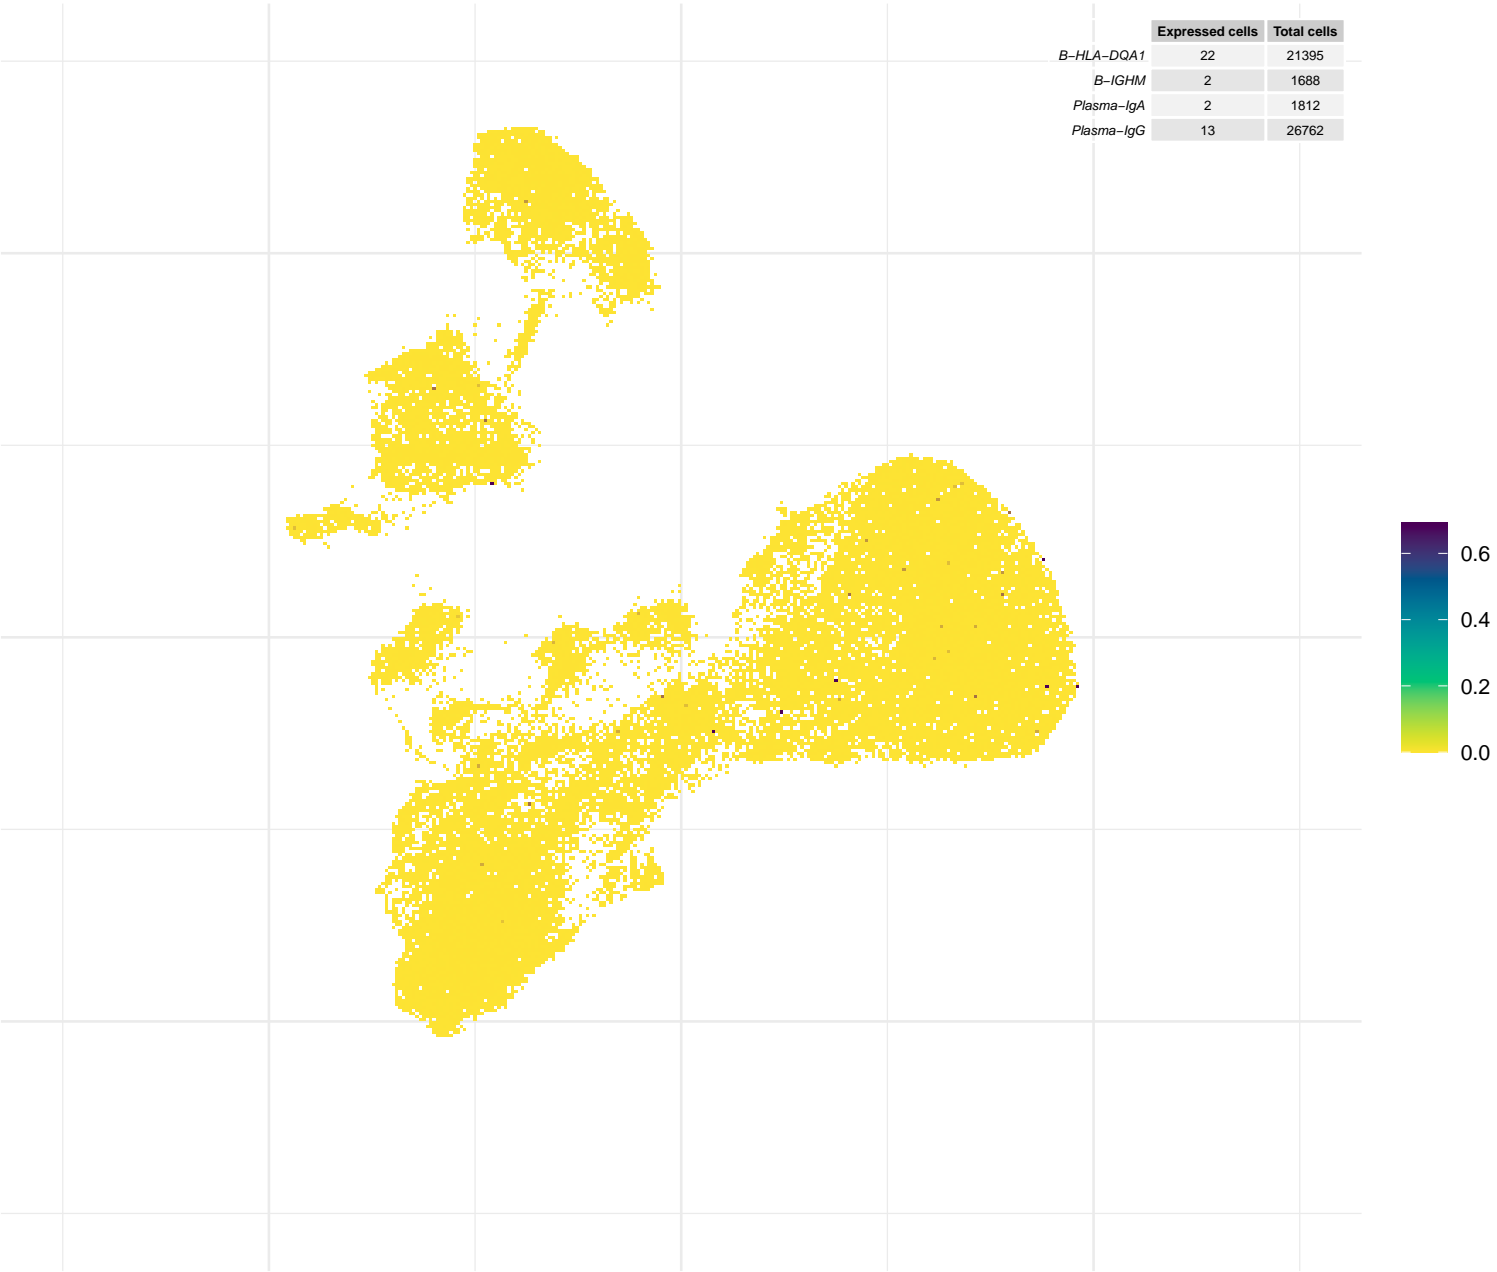 Expressed cells Total cells
B−HLA−DQA1 22 21395
B−IGHM 2 1688
Plasma−IgA 2 1812
Plasma−IgG 13 26762
0.6
0.4
0.2
0.0